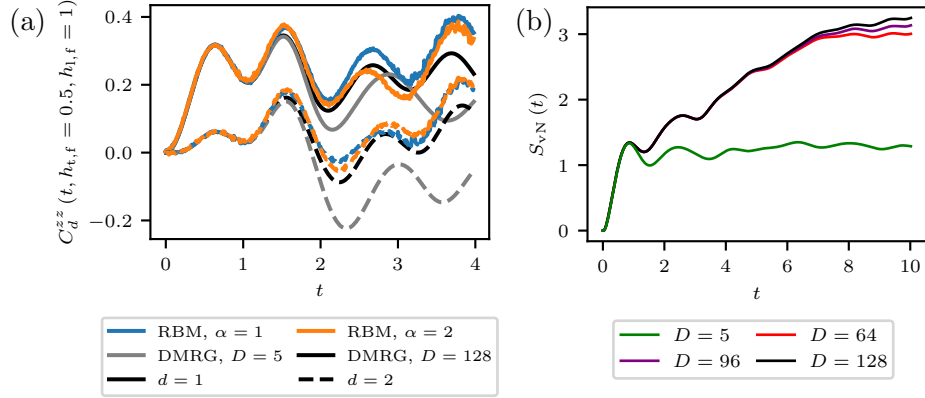 (a)
C_d^{zz} (t, h_{t,f} = 0.5, h_{l,f} = 1)
0.4
0.2
0.0
−0.2
0 1 2 3 4
t
RBM, α = 1 RBM, α = 2
DMRG, D = 5 DMRG, D = 128
d = 1 d = 2
(b)
S_{vN} (t)
3
2
1
0
0 2 4 6 8 10
t
D = 5 D = 64
D = 96 D = 128